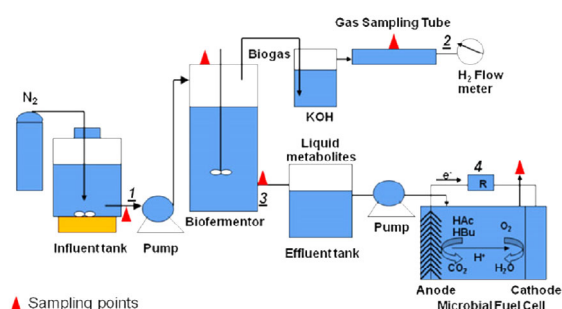 Gas Sampling Tube
2
Biogas
H2 Flow
meter
N2
KOH
Liquid
metabolites
1
3
4
e-
R
Biofermentor
Influent tank
Pump
Effluent tank
Pump
HAc
HBu
O2
H+
CO2
H2O
Anode
Cathode
Microbial Fuel Cell
Sampling points